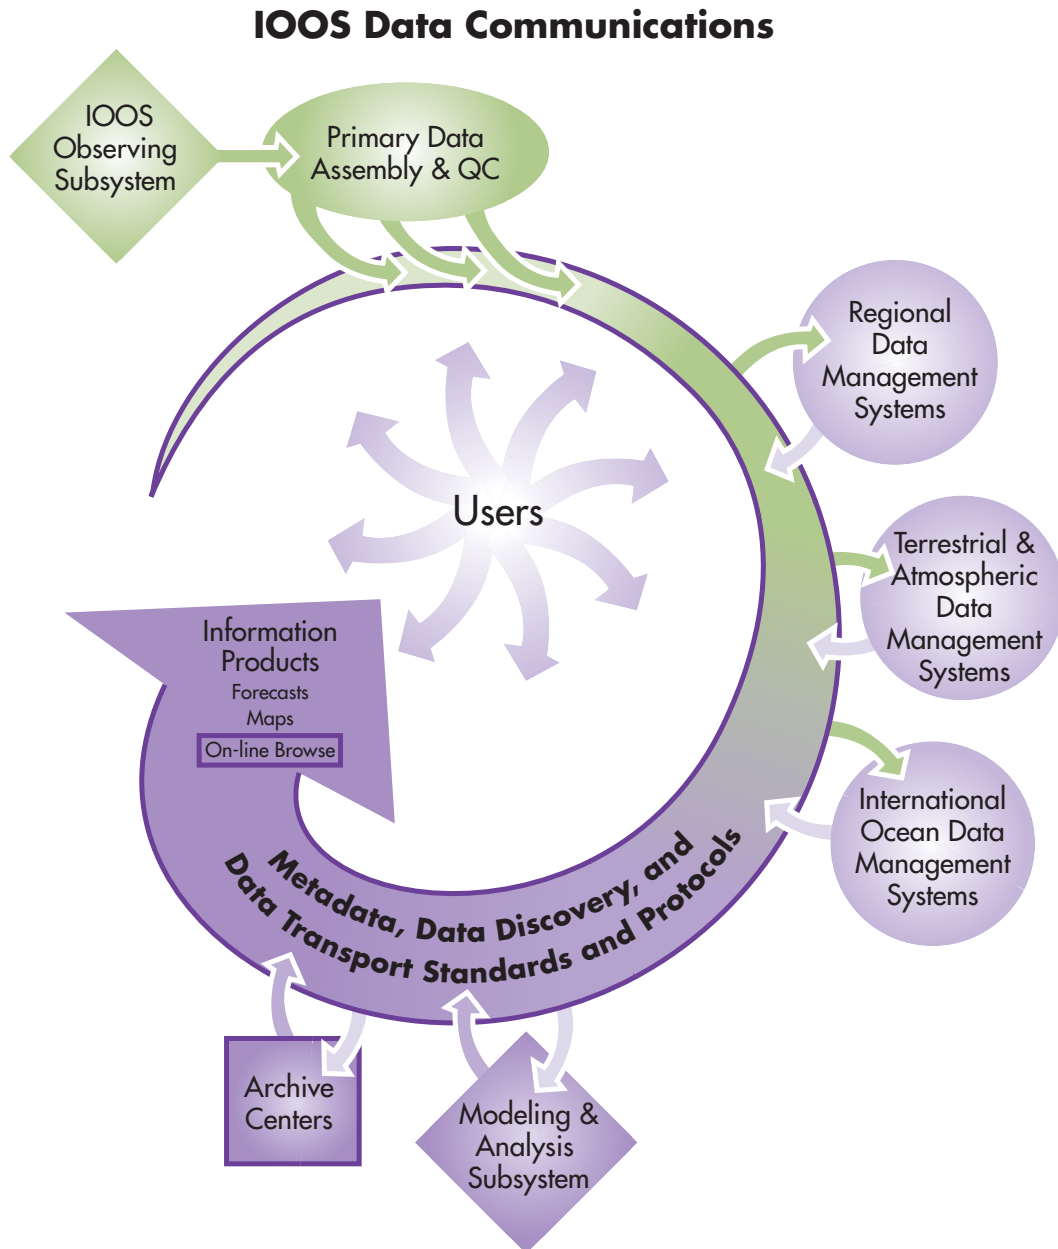 IOOS Data Communications
IOOS
Observing
Subsystem
Primary Data
Assembly & QC
Regional
Data
Management
Systems
Terrestrial &
Atmospheric
Data
Management
Systems
International
Ocean Data
Management
Systems
Users
Information
Products
Forecasts
Maps
On-line Browse
Metadata, Data Discovery, and
Data Transport Standards and Protocols
Archive
Centers
Modeling &
Analysis
Subsystem